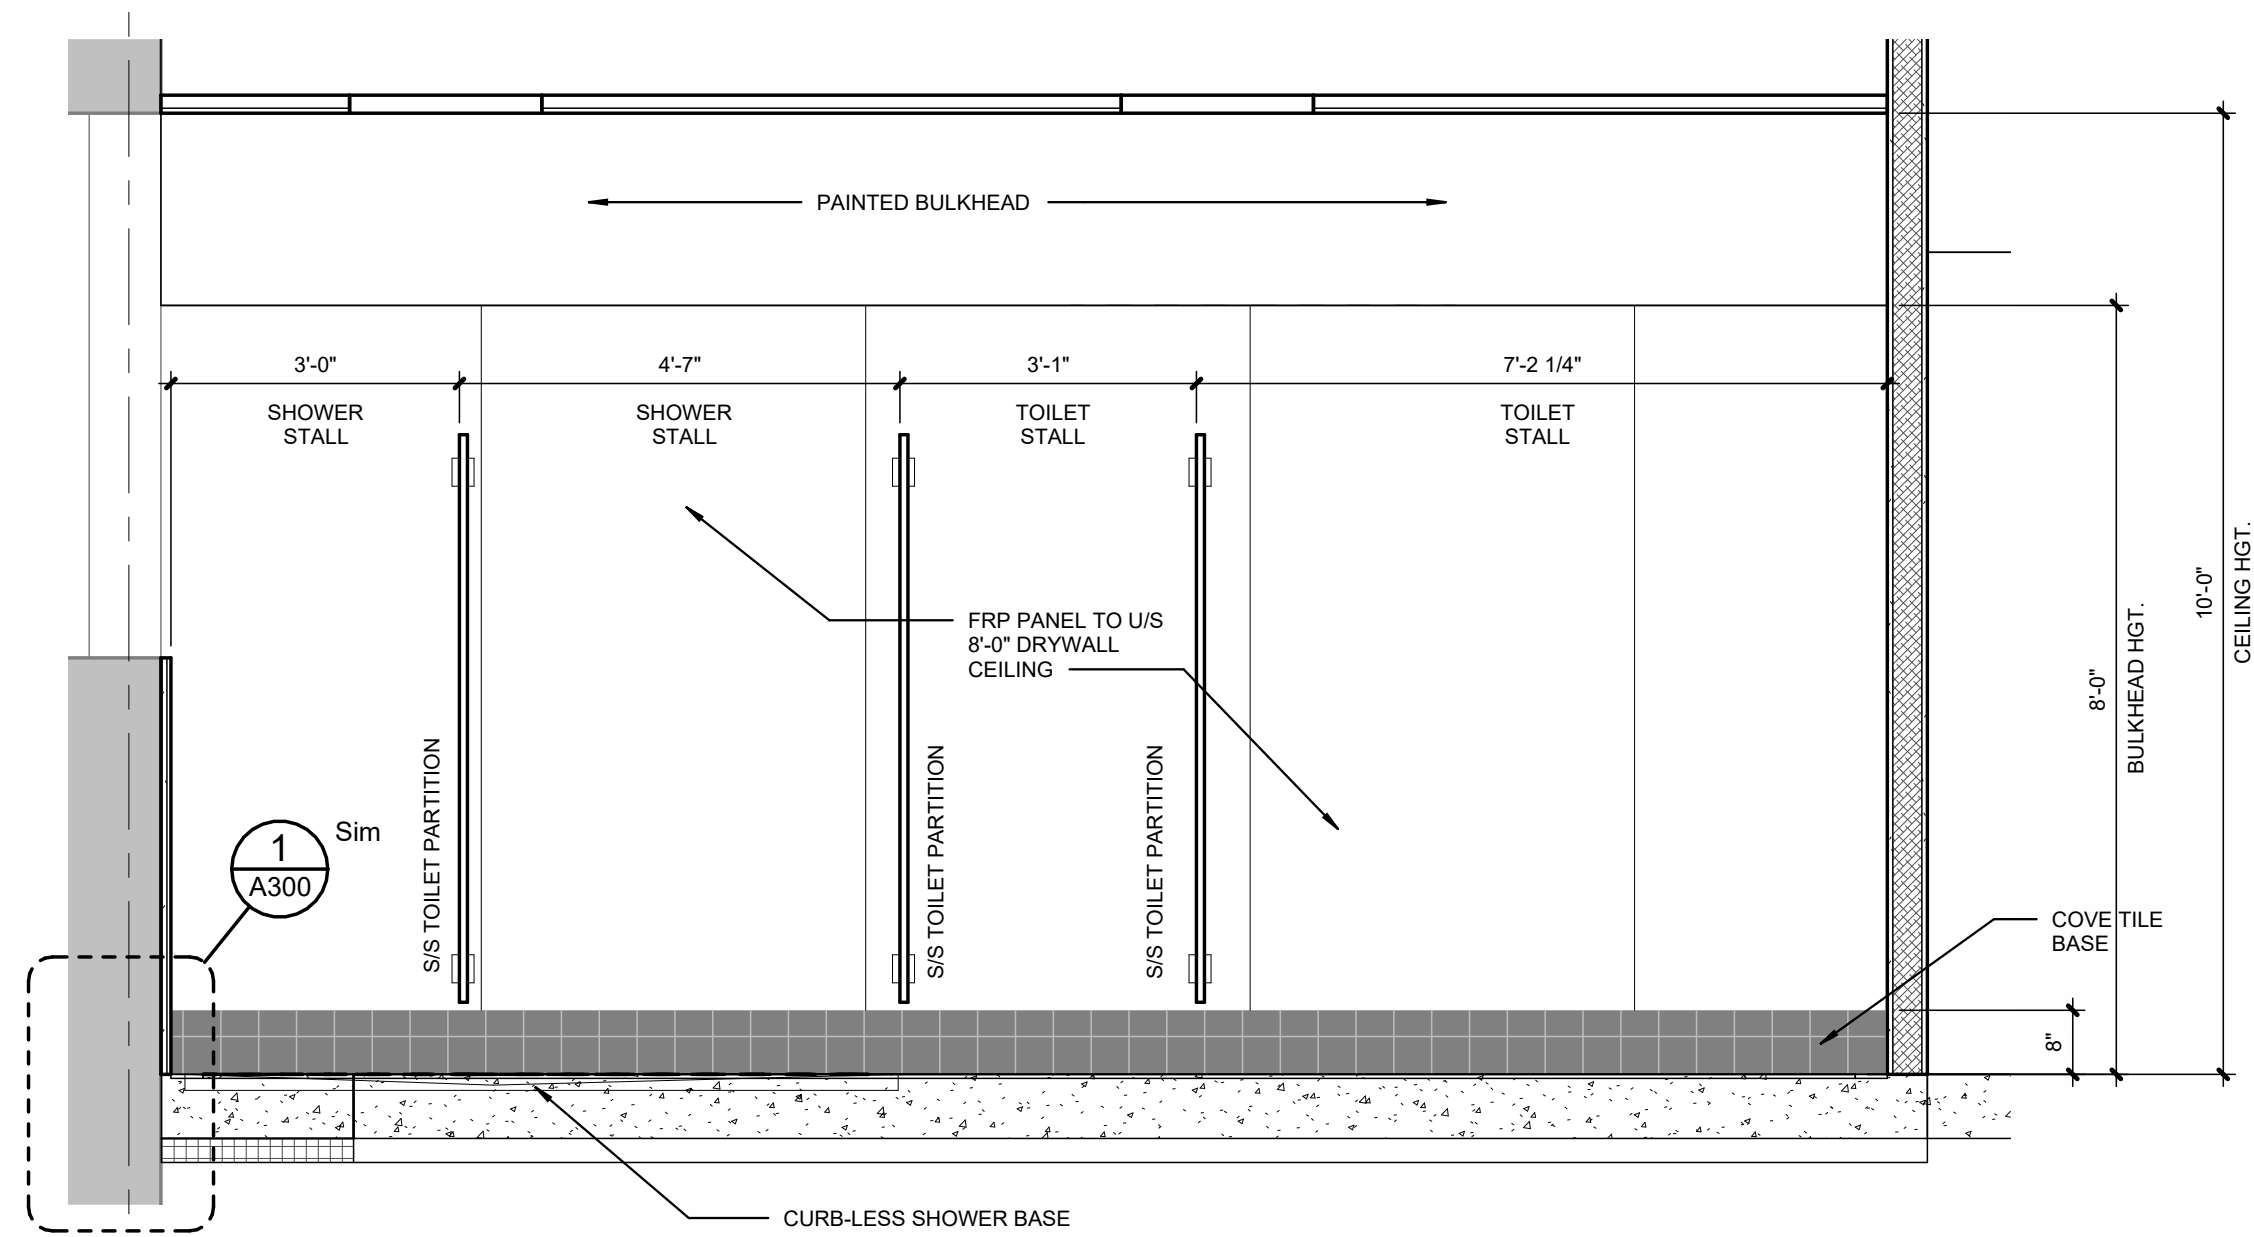 PAINTED BULKHEAD
3'-0"
4'-7"
3'-1"
7'-2 1/4"
SHOWER
STALL
SHOWER
STALL
TOILET
STALL
TOILET
STALL
FRP PANEL TO U/S
8'-0" DRYWALL
CEILING
S/S TOILET PARTITION
S/S TOILET PARTITION
S/S TOILET PARTITION
8'-0"
BULKHEAD HGT.
10'-0"
CEILING HGT.
1
A300
Sim
COVE TILE
BASE
8"
CURB-LESS SHOWER BASE